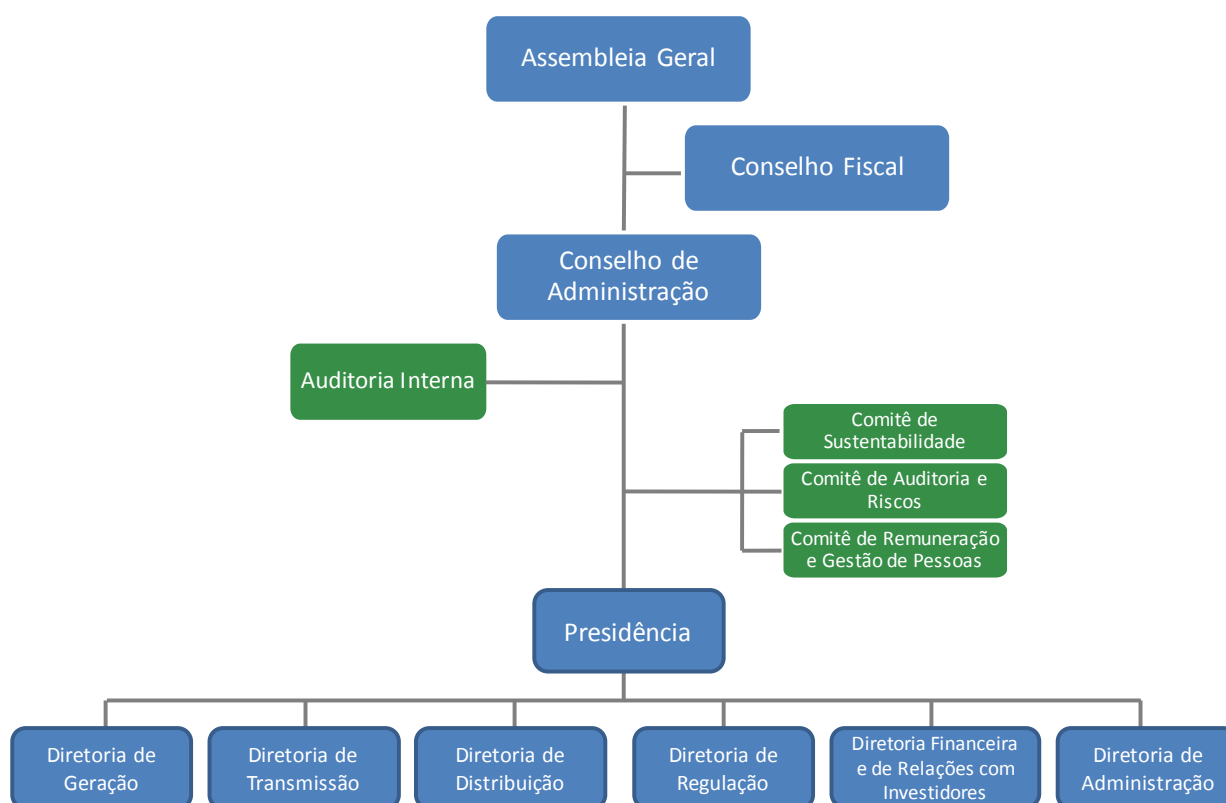 Assembleia Geral
Conselho Fiscal
Conselho de
Administração
Auditoria Interna
Comitê de
Sustentabilidade
Comitê de Auditoria e
Riscos
Comitê de Remuneração
e Gestão de Pessoas
Presidência
Diretoria de
Geração
Diretoria de
Transmissão
Diretoria de
Distribuição
Diretoria de
Regulação
Diretoria Financeira
e de Relações com
Investidores
Diretoria de
Administração